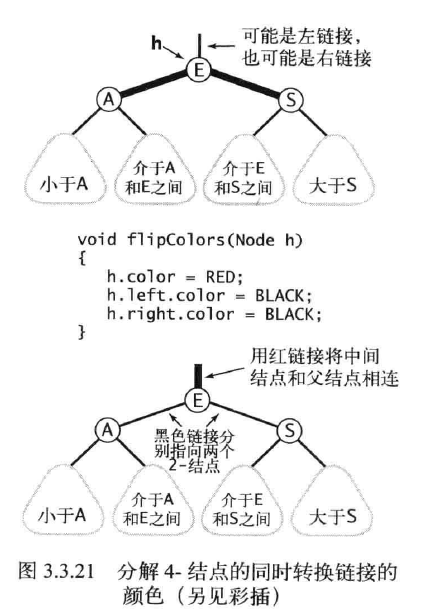 h
可能是左链接，
也可能是右链接
E
A
S
小于A
介于A
和E之间
介于E
和S之间
大于S
void flipColors(Node h)
{
h.color = RED;
h.left.color = BLACK;
h.right.color = BLACK;
}
用红链接将中间
结点和父结点相连
E
A
S
黑色链接分
别指向两个
2-结点
小于A
介于A
和E之间
介于E
和S之间
大于S
图 3.3.21 分解 4- 结点的同时转换链接的
颜色（另见彩插）